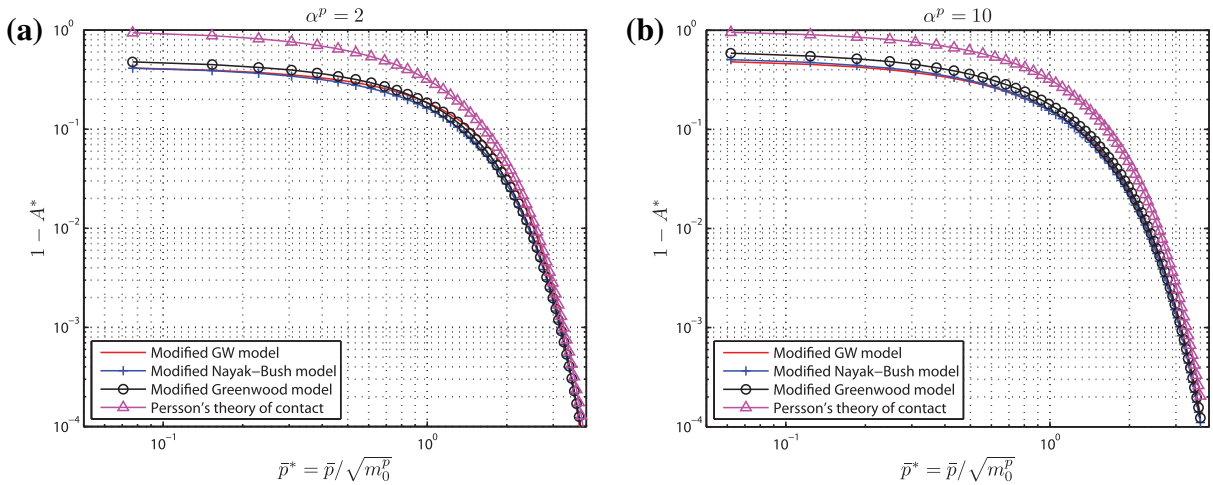 (a)
α^p = 2
10^0
10^-1
10^-2
10^-3
10^-4
1 − A*
Modified GW model
Modified Nayak−Bush model
Modified Greenwood model
Persson's theory of contact
10^-1
10^0
p̄* = p̄/√m_0^p
(b)
α^p = 10
10^0
10^-1
10^-2
10^-3
10^-4
1 − A*
Modified GW model
Modified Nayak−Bush model
Modified Greenwood model
Persson's theory of contact
10^-1
10^0
p̄* = p̄/√m_0^p